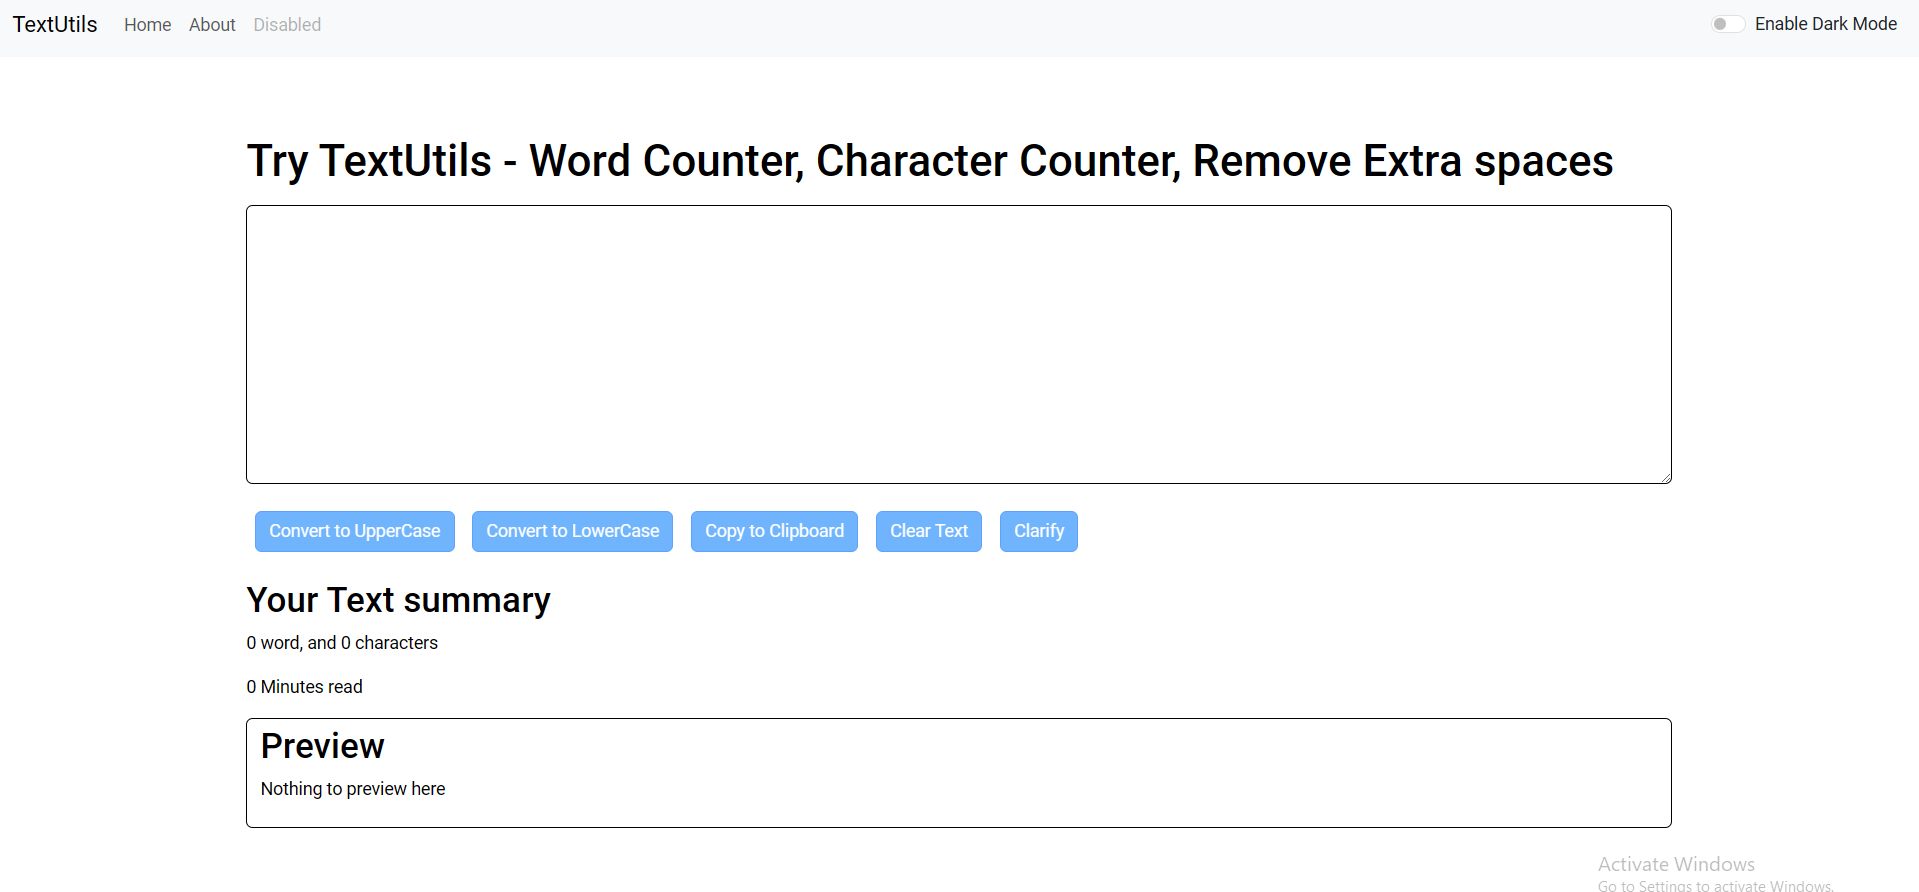 TextUtils Home About Disabled Enable Dark Mode
Try TextUtils - Word Counter, Character Counter, Remove Extra spaces
Convert to UpperCase Convert to LowerCase Copy to Clipboard Clear Text Clarify
Your Text summary
0 word, and 0 characters
0 Minutes read
Preview
Nothing to preview here
Activate Windows
Go to Settings to activate Windows.